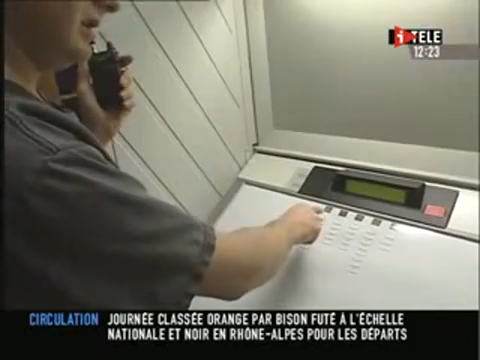 i TELE
12:23
CIRCULATION JOURNÉE CLASSÉE ORANGE PAR BISON FUTÉ À L'ÉCHELLE
NATIONALE ET NOIR EN RHÔNE-ALPES POUR LES DÉPARTS